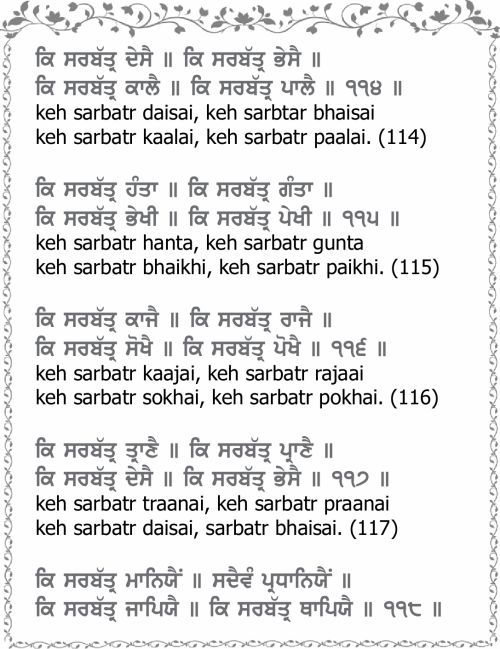 ਕਿ ਸਰਬੱਤ੍ਰ ਦੇਸੈ ॥ ਕਿ ਸਰਬੱਤ੍ਰ ਭੇਸੈ ॥
ਕਿ ਸਰਬੱਤ੍ਰ ਕਾਲੈ ॥ ਕਿ ਸਰਬੱਤ੍ਰ ਪਾਲੈ ॥ ੧੧੪ ॥
keh sarbatr daisai, keh sarbtar bhaisai
keh sarbatr kaalai, keh sarbatr paalai. (114)
ਕਿ ਸਰਬੱਤ੍ਰ ਹੰਤਾ ॥ ਕਿ ਸਰਬੱਤ੍ਰ ਗੰਤਾ ॥
ਕਿ ਸਰਬੱਤ੍ਰ ਭੇਖੀ ॥ ਕਿ ਸਰਬੱਤ੍ਰ ਪੇਖੀ ॥ ੧੧੫ ॥
keh sarbatr hanta, keh sarbatr gunta
keh sarbatr bhaikhi, keh sarbatr paikhi. (115)
ਕਿ ਸਰਬੱਤ੍ਰ ਕਾਜੈ ॥ ਕਿ ਸਰਬੱਤ੍ਰ ਰਾਜੈ ॥
ਕਿ ਸਰਬੱਤ੍ਰ ਸੋਖੈ ॥ ਕਿ ਸਰਬੱਤ੍ਰ ਪੋਖੈ ॥ ੧੧੬ ॥
keh sarbatr kaajai, keh sarbatr rajaai
keh sarbatr sokhai, keh sarbatr pokhai. (116)
ਕਿ ਸਰਬੱਤ੍ਰ ਤ੍ਰਾਣੈ ॥ ਕਿ ਸਰਬੱਤ੍ਰ ਪ੍ਰਾਣੈ ॥
ਕਿ ਸਰਬੱਤ੍ਰ ਦੇਸੈ ॥ ਕਿ ਸਰਬੱਤ੍ਰ ਭੇਸੈ ॥ ੧੧੭ ॥
keh sarbatr traanai, keh sarbatr praanai
keh sarbatr daisai, sarbatr bhaisai. (117)
ਕਿ ਸਰਬੱਤ੍ਰ ਮਾਨਿਯੈਂ ॥ ਸਦੈਵੰ ਪ੍ਰਧਾਨਿਯੈਂ ॥
ਕਿ ਸਰਬੱਤ੍ਰ ਜਾਪਿਯੈ ॥ ਕਿ ਸਰਬੱਤ੍ਰ ਥਾਪਿਯੈ ॥ ੧੧੮ ॥